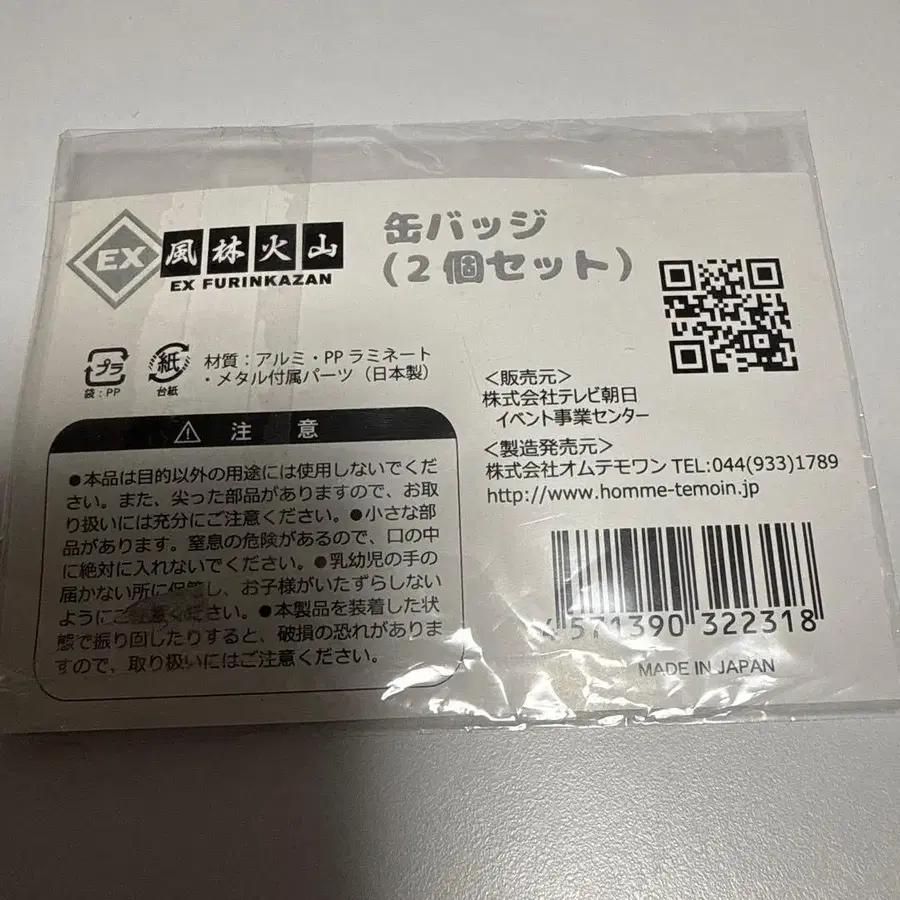 EX 風林火山
EX FURINKAZAN
缶バッジ
(2個セット)
プラ
袋：PP
紙
台紙
材質：アルミ・PPラミネート
・メタル付属パーツ（日本製）
＜販売元＞
株式会社テレビ朝日
イベント事業センター
＜製造発売元＞
株式会社オムテモワン TEL:044(933)1789
http://www.homme-temoin.jp
⚠ 注 意
●本品は目的以外の用途には使用しないでくだ
さい。また、尖った部品がありますので、お取
り扱いには充分にご注意ください。●小さな部
品があります。窒息の危険があるので、口の中
に絶対に入れないでください。●乳幼児の手の
届かない所に保管し、お子様がいたずらしない
ようにご注意ください。●本製品を装着した状
態で振り回したりすると、破損の恐れがありま
すので、取り扱いにはご注意ください。
4 571390 322318
MADE IN JAPAN